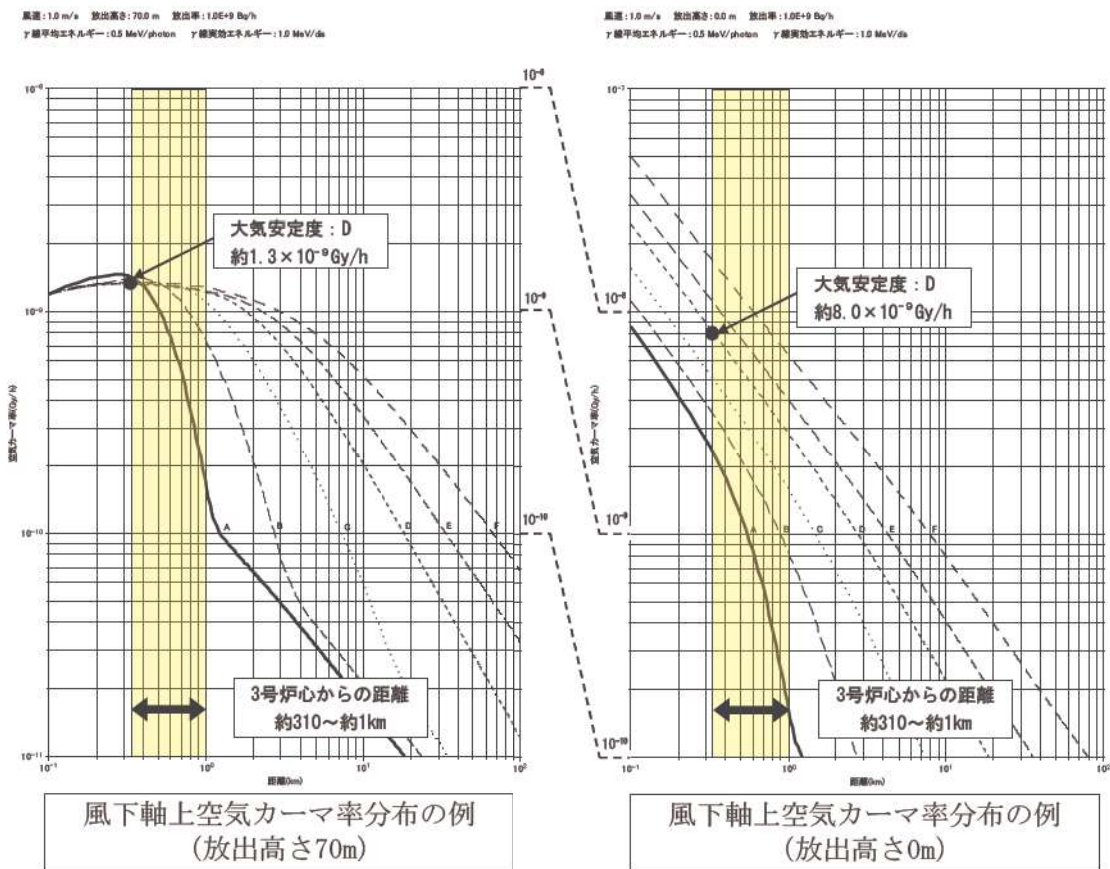 風速:1.0 m/s 放出高さ:70.0 m 放出率:1.0E+9 Bq/h
γ線平均エネルギー:0.5 MeV/photon γ線実効エネルギー:1.0 MeV/dis
10⁻⁸
大気安定度:D
約1.3×10⁻⁹Gy/h
10⁻⁹
空気カーマ率(Gy/h)
10⁻¹⁰
A
B
C
D
E
F
3号炉心からの距離
約310～約1km
10⁻¹¹
10⁻¹
10⁰
10¹
10²
距離(km)
風下軸上空気カーマ率分布の例
(放出高さ70m)
10⁻⁸
10⁻⁹
10⁻¹⁰
風速:1.0 m/s 放出高さ:0.0 m 放出率:1.0E+9 Bq/h
γ線平均エネルギー:0.5 MeV/photon γ線実効エネルギー:1.0 MeV/dis
10⁻⁷
大気安定度:D
約8.0×10⁻⁹Gy/h
10⁻⁸
空気カーマ率(Gy/h)
10⁻⁹
A
B
C
D
E
F
3号炉心からの距離
約310～約1km
10⁻¹⁰
10⁻¹
10⁰
10¹
10²
距離(km)
風下軸上空気カーマ率分布の例
(放出高さ0m)